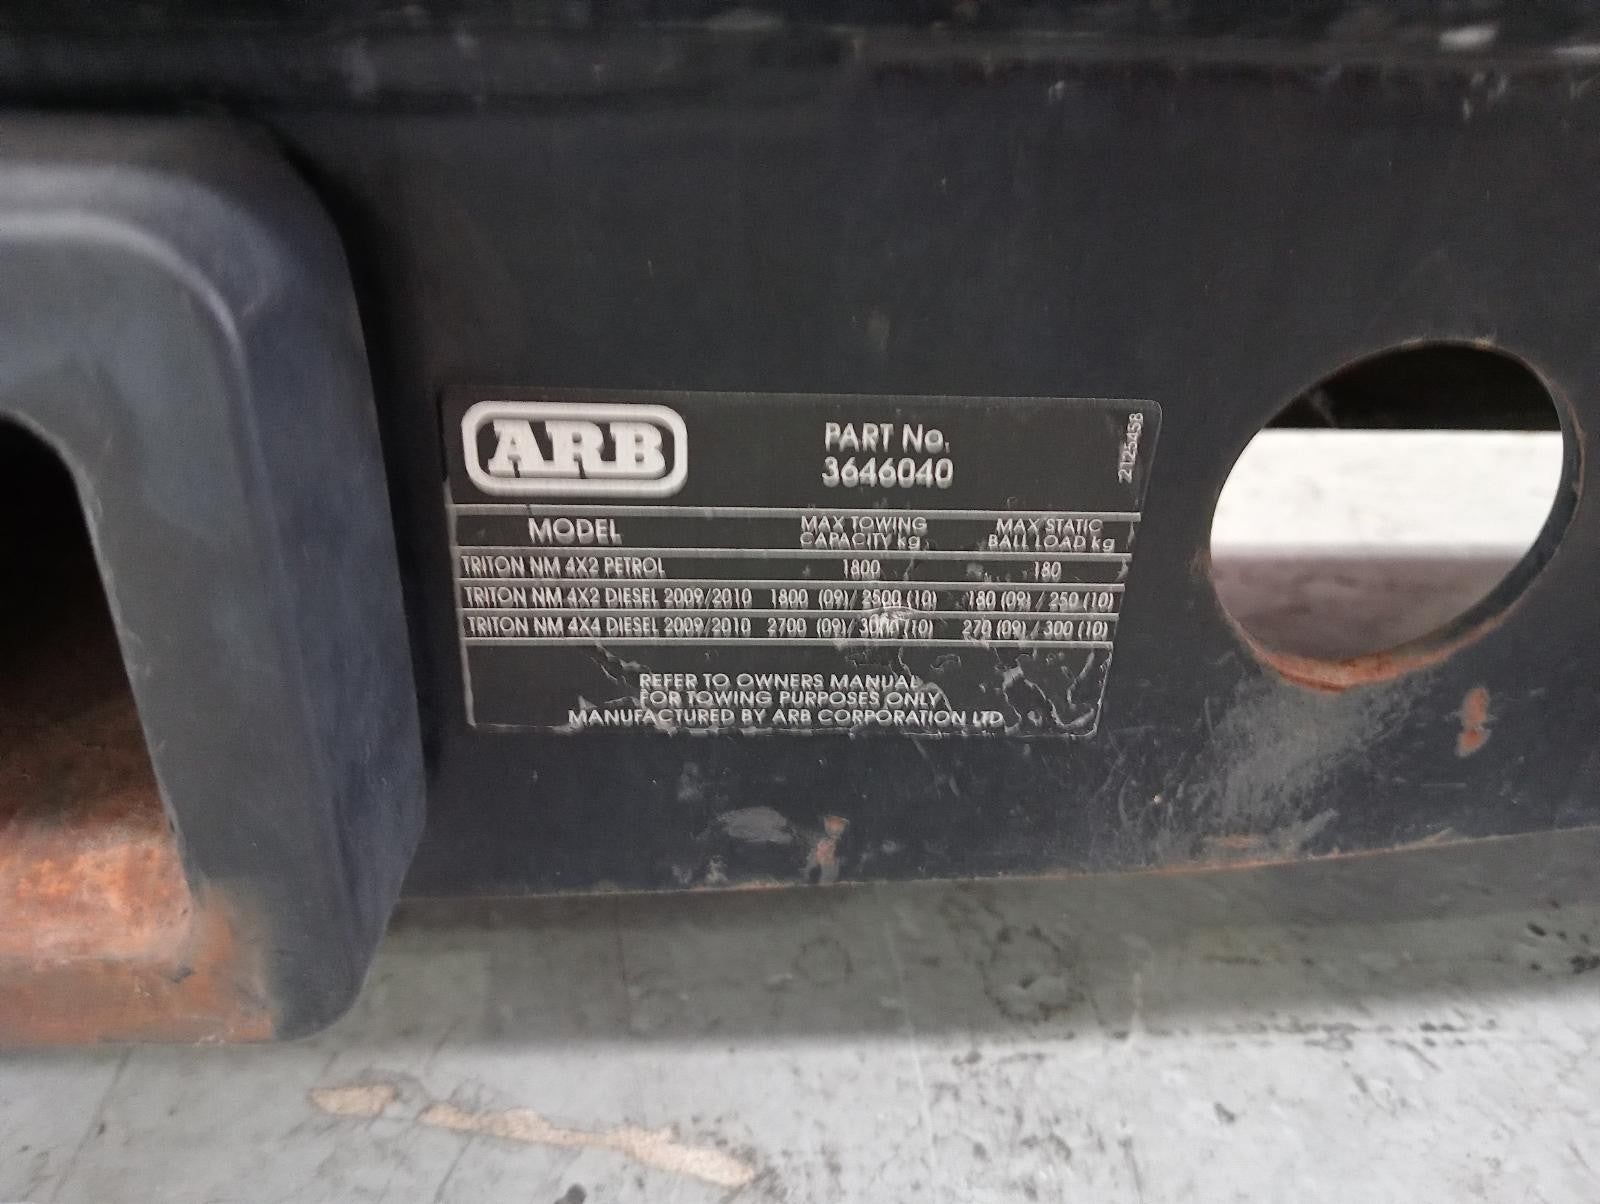 ARB
PART No.
3646040
2125458
MODEL
MAX TOWING
CAPACITY kg
MAX STATIC
BALL LOAD kg
TRITON NM 4X2 PETROL 1800 180
TRITON NM 4X2 DIESEL 2009/2010 1800 (09)/ 2500 (10) 180 (09) / 250 (10)
TRITON NM 4X4 DIESEL 2009/2010 2700 (09)/ 3000 (10) 270 (09) / 300 (10)
REFER TO OWNERS MANUAL
FOR TOWING PURPOSES ONLY
MANUFACTURED BY ARB CORPORATION LTD